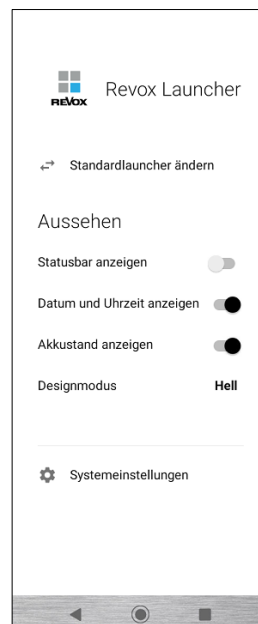 REVOX
Revox Launcher
Standardlauncher ändern
Aussehen
Statusbar anzeigen
Datum und Uhrzeit anzeigen
Akkustand anzeigen
Designmodus Hell
Systemeinstellungen